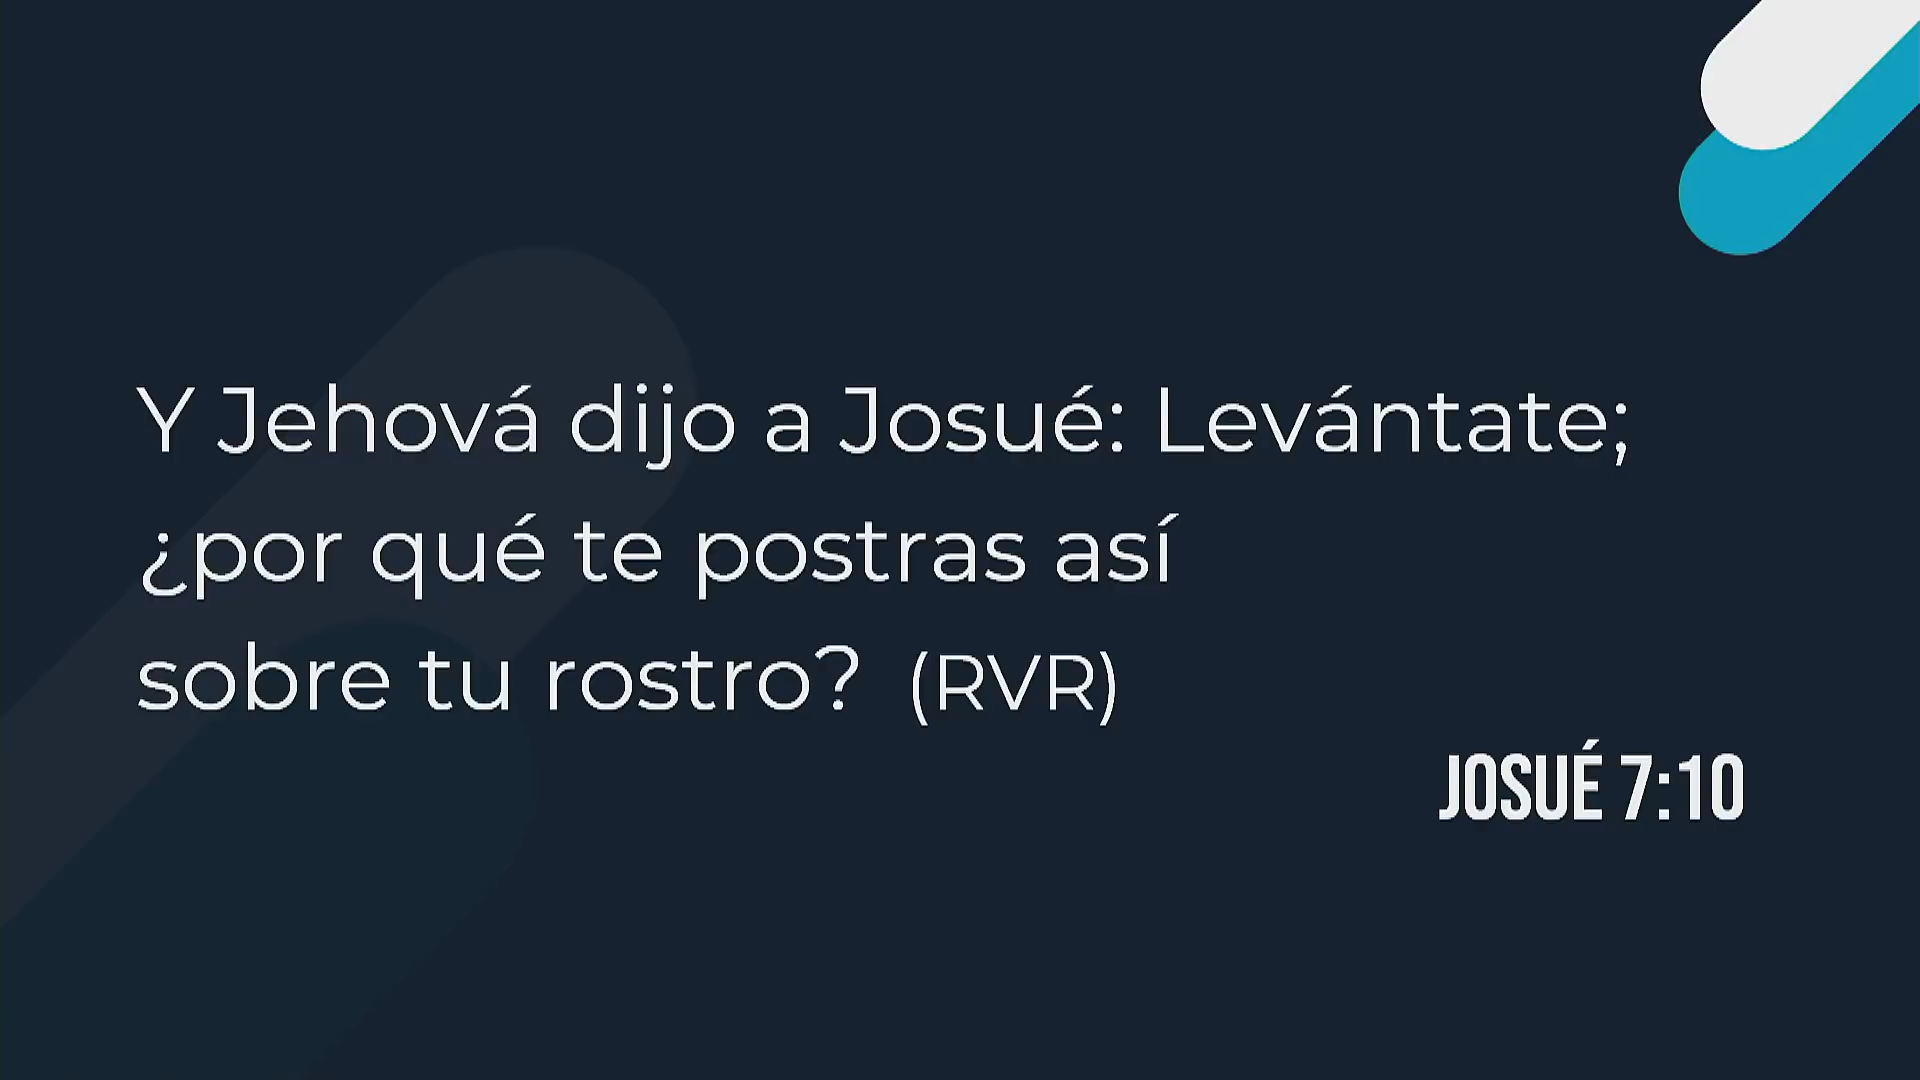 Y Jehová dijo a Josué: Levántate;
¿por qué te postras así
sobre tu rostro? (RVR)
JOSUÉ 7:10